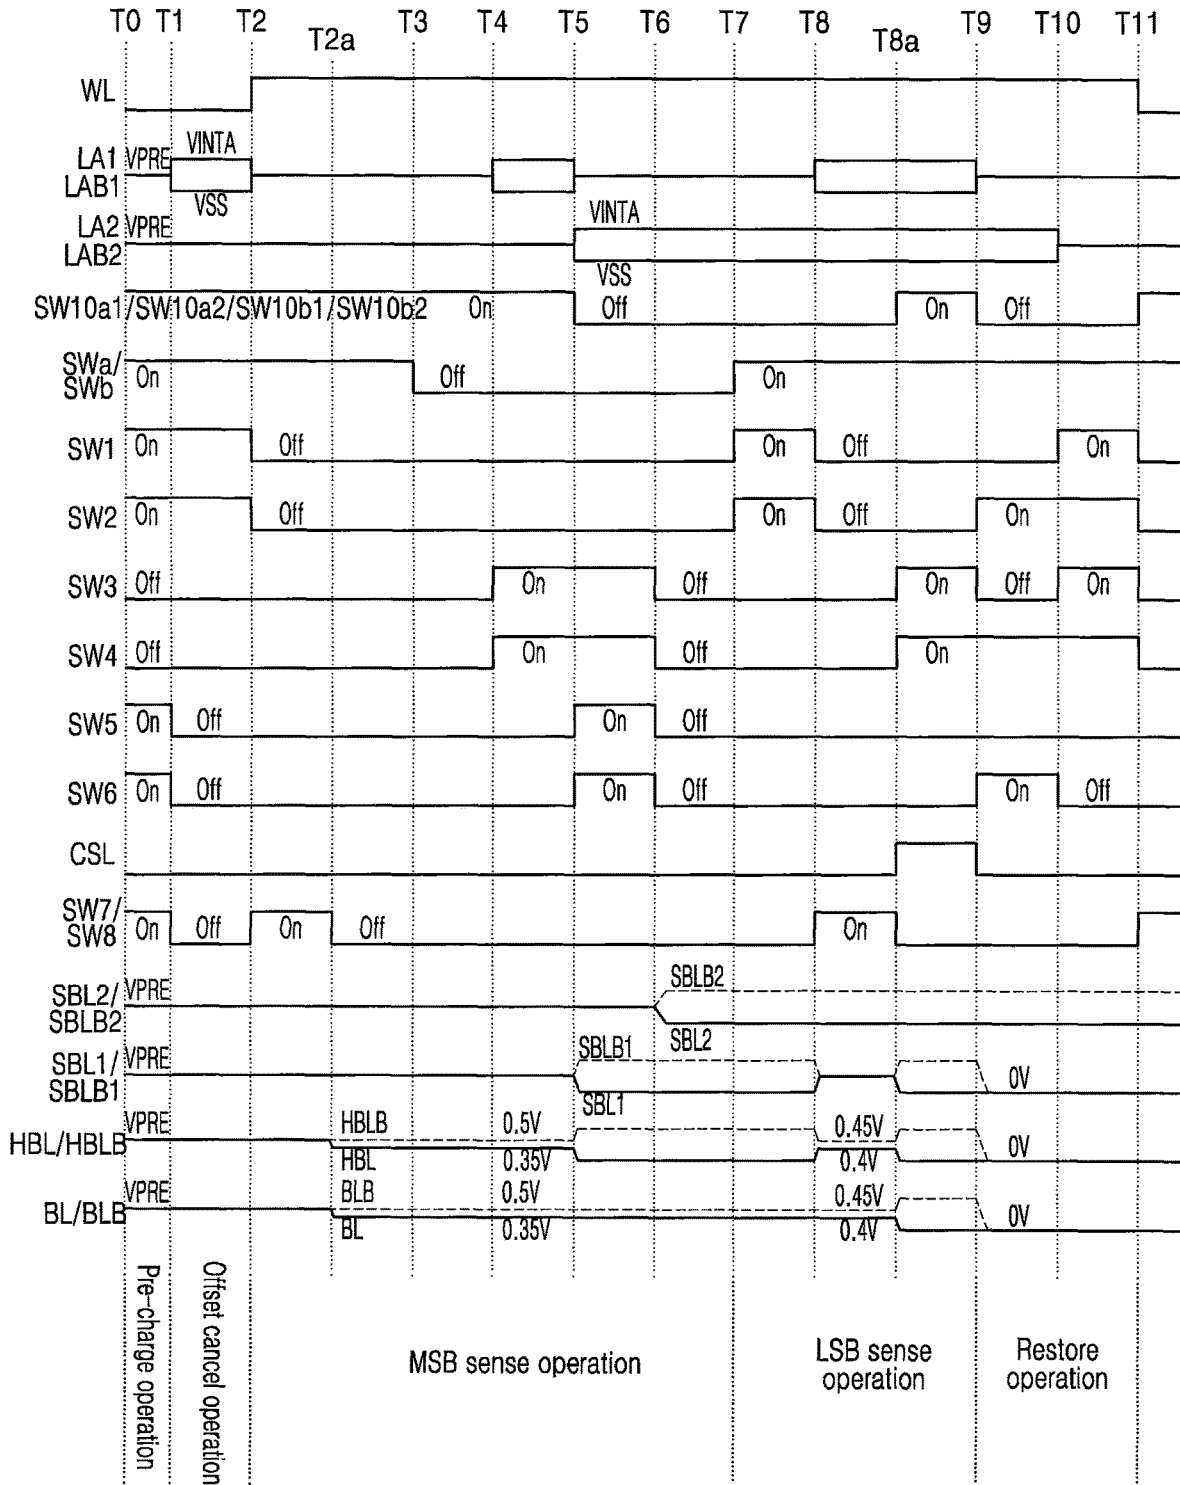 T0 T1 T2 T2a T3 T4 T5 T6 T7 T8 T8a T9 T10 T11
WL
LA1 VPRE VINTA
LAB1 VSS
LA2 VPRE VINTA
LAB2 VSS
SW10a1/SW10a2/SW10b1/SW10b2 On Off On Off
SWa/
SWb On Off On
SW1 On Off On Off On
SW2 On Off On Off On
SW3 Off On Off On Off On
SW4 Off On Off On
SW5 On Off On Off
SW6 On Off On Off On Off
CSL
SW7/
SW8 On Off On Off On
SBL2/ VPRE SBLB2
SBLB2 SBL2
SBL1/ VPRE SBLB1
SBLB1 SBL1 0V
VPRE HBLB 0.5V 0.45V
HBL/HBLB HBL 0.35V 0.4V 0V
VPRE BLB 0.5V 0.45V
BL/BLB BL 0.35V 0.4V 0V
Pre-charge operation
Offset cancel operation
MSB sense operation
LSB sense
operation
Restore
operation